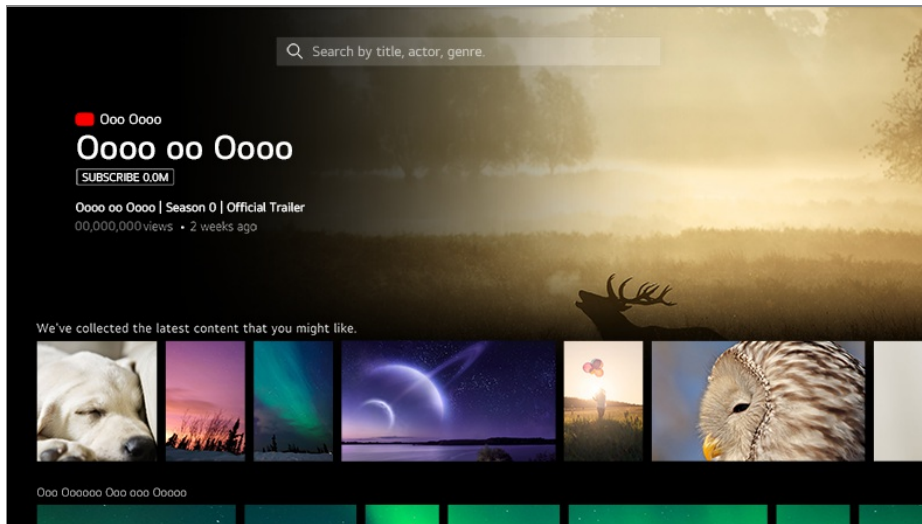 Search by title, actor, genre.
Ooo Oooo
Oooo oo Oooo
SUBSCRIBE 0.0M
Oooo oo Oooo | Season 0 | Official Trailer
00,000,000 views • 2 weeks ago
We've collected the latest content that you might like.
Ooo Oooooo Ooo ooo Ooooo